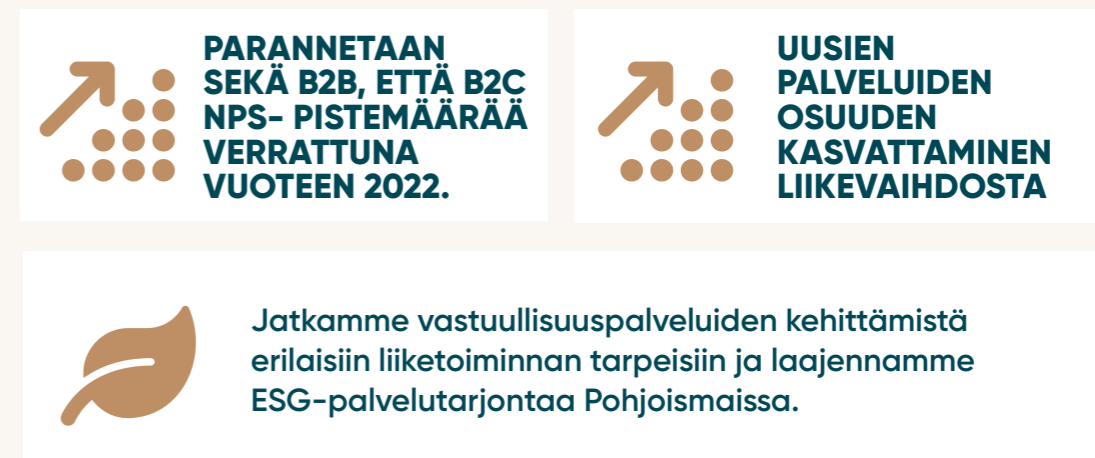 PARANNETAAN
SEKÄ B2B, ETTÄ B2C
NPS- PISTEMÄÄRÄÄ
VERRATTUNA
VUOTEEN 2022.
UUSIEN
PALVELUIDEN
OSUUDEN
KASVATTAMINEN
LIIKEVAIHDOSTA
Jatkamme vastuullisuuspalveluiden kehittämistä
erilaisiin liiketoiminnan tarpeisiin ja laajennamme
ESG-palvelutarjontaa Pohjoismaissa.